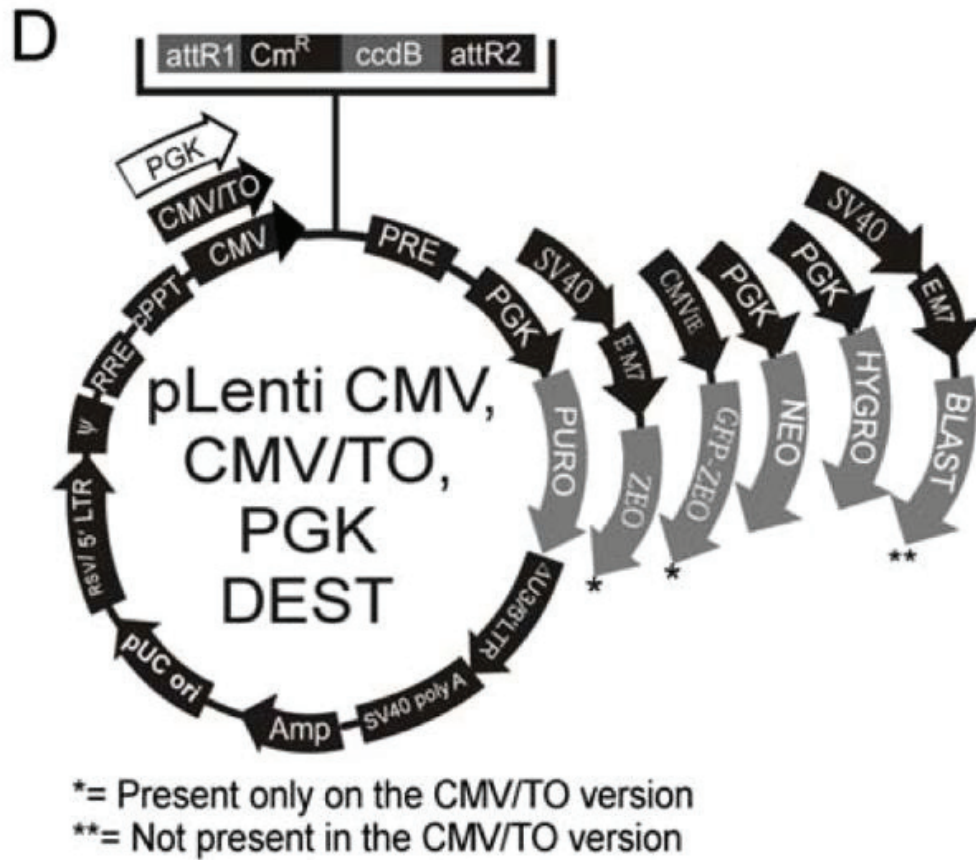 D
attR1 CmR ccdB attR2
PGK
CMV/TO
CMV
PRE
PGK
PURO
SV40
EM7
ZEO
*
CMVIE
GFP-ZEO
*
PGK
NEO
PGK
HYGRO
SV40
EM7
BLAST
**
cPPT
RRE
ψ
RSV/ 5' LTR
pUC ori
Amp
SV40 poly A
ΔU3/3'LTR
pLenti CMV,
CMV/TO,
PGK
DEST
*= Present only on the CMV/TO version
**= Not present in the CMV/TO version